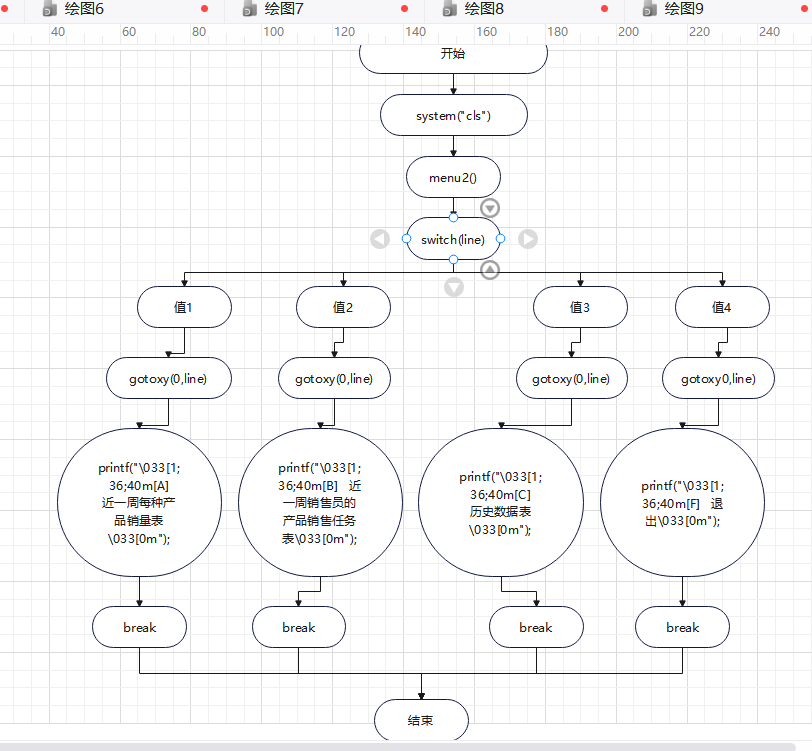 绘图6 绘图7 绘图8 绘图9
40 60 80 100 120 140 160 180 200 220 240
开始
system("cls")
menu2()
switch(line)
值1 值2 值3 值4
gotoxy(0,line) gotoxy(0,line) gotoxy(0,line) gotoxy0,line)
printf("\033[1;
36;40m[A]
近一周每种产
品销量表
\033[0m");
printf("\033[1;
36;40m[B] 近
一周销售员的
产品销售任务
表\033[0m");
printf("\033[1;
36;40m[C]
历史数据表
\033[0m");
printf("\033[1;
36;40m[F] 退
出\033[0m");
break break break break
结束